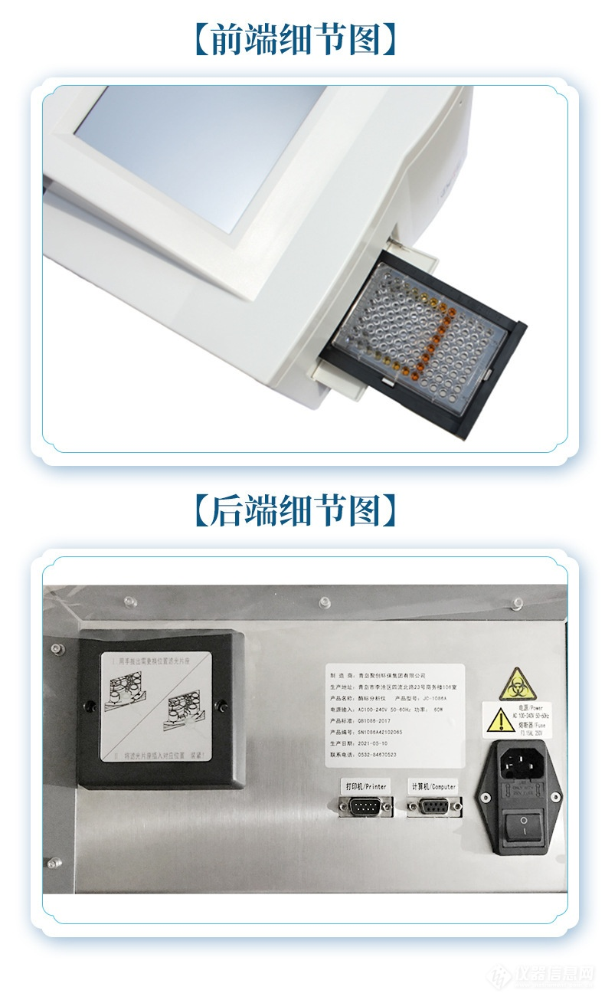 【前端细节图】
【后端细节图】
I.用手拔出需更换位置滤光片座
II.将滤光片座插入对应位置,
制 造 商：青岛聚创环保集团有限公司
生产地址：青岛市李沧区四流北路23号商务楼106室
产品名称：酶标分析仪 产品型号：JC-1086A
电源输入：AC100-240V 50-60Hz 功率： 60W
产品标准：QB1086-2017
产品编号：SN1086A42102065
生产日期：2021-05-10
联系电话：0532-84670523
电源/Power
AC 100-240V 50-60Hz
熔断器/Fuse
F3.15AL 250V
打印机/Printer
计算机/Computer
O
I
仪器信息网